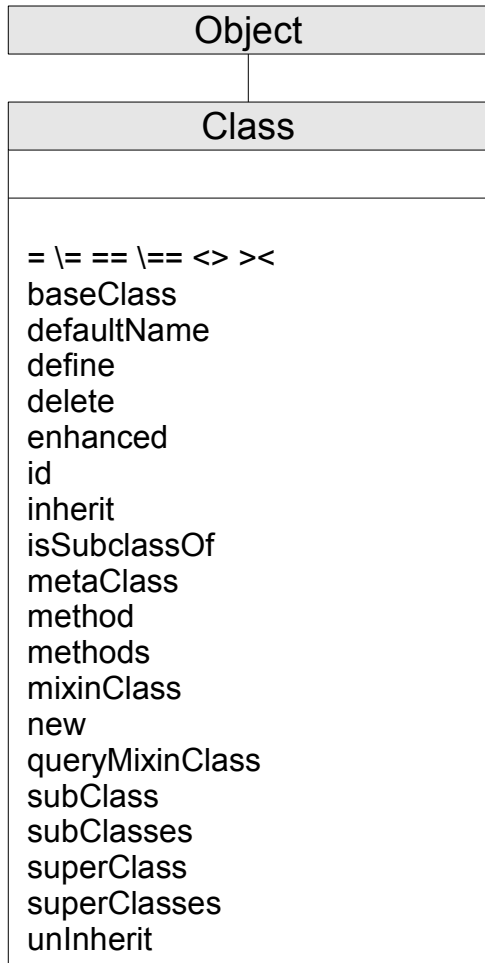 Object
Class
= \= == \== <> ><
baseClass
defaultName
define
delete
enhanced
id
inherit
isSubclassOf
metaClass
method
methods
mixinClass
new
queryMixinClass
subClass
subClasses
superClass
superClasses
unInherit